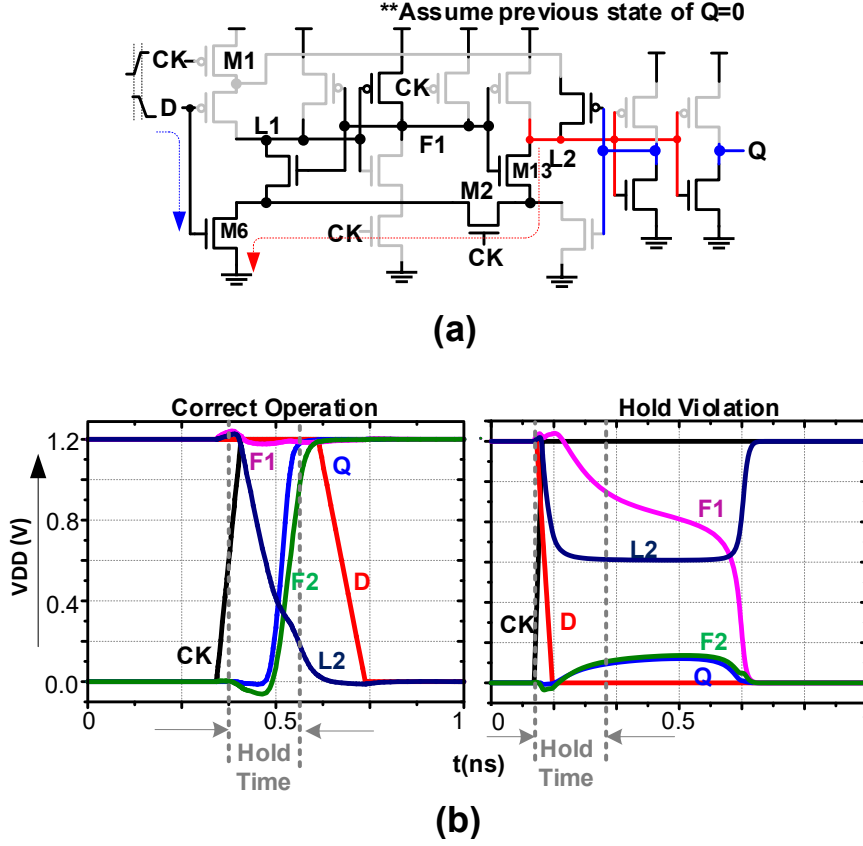 **Assume previous state of Q=0
CK
M1
D
CK
L1
F1
L2
Q
M13
M2
M6
CK
CK
(a)
Correct Operation
Hold Violation
VDD (V)
1.2
0.8
0.4
0.0
F1
Q
F2
D
CK
L2
0
0.5
1
Hold
Time
F1
L2
CK
D
F2
Q
0
0.5
Hold
Time
t(ns)
(b)